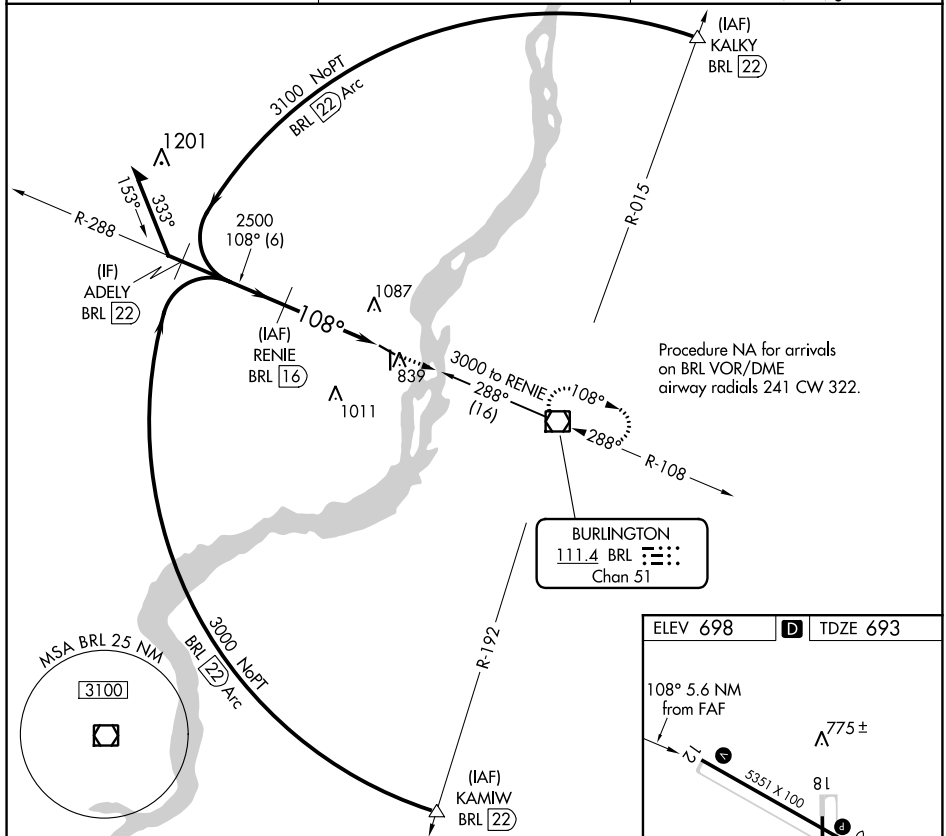 (IAF)
KALKY
BRL 22
3100 NoPT
BRL 22 Arc
1201
R-015
153°
333°
R-288
2500
108° (6)
(IF)
ADELY
BRL 22
1087
108°
(IAF)
RENIE
BRL 16
Procedure NA for arrivals
on BRL VOR/DME
airway radials 241 CW 322.
839
3000 to RENIE
288°
(16)
108°
1011
288°
R-108
BURLINGTON
111.4 BRL
Chan 51
R-192
3000 NoPT
BRL 22 Arc
MSA BRL 25 NM
3100
(IAF)
KAMIW
BRL 22
ELEV 698
D
TDZE 693
108° 5.6 NM
from FAF
775 ±
12
V
5351 X 100
18
P